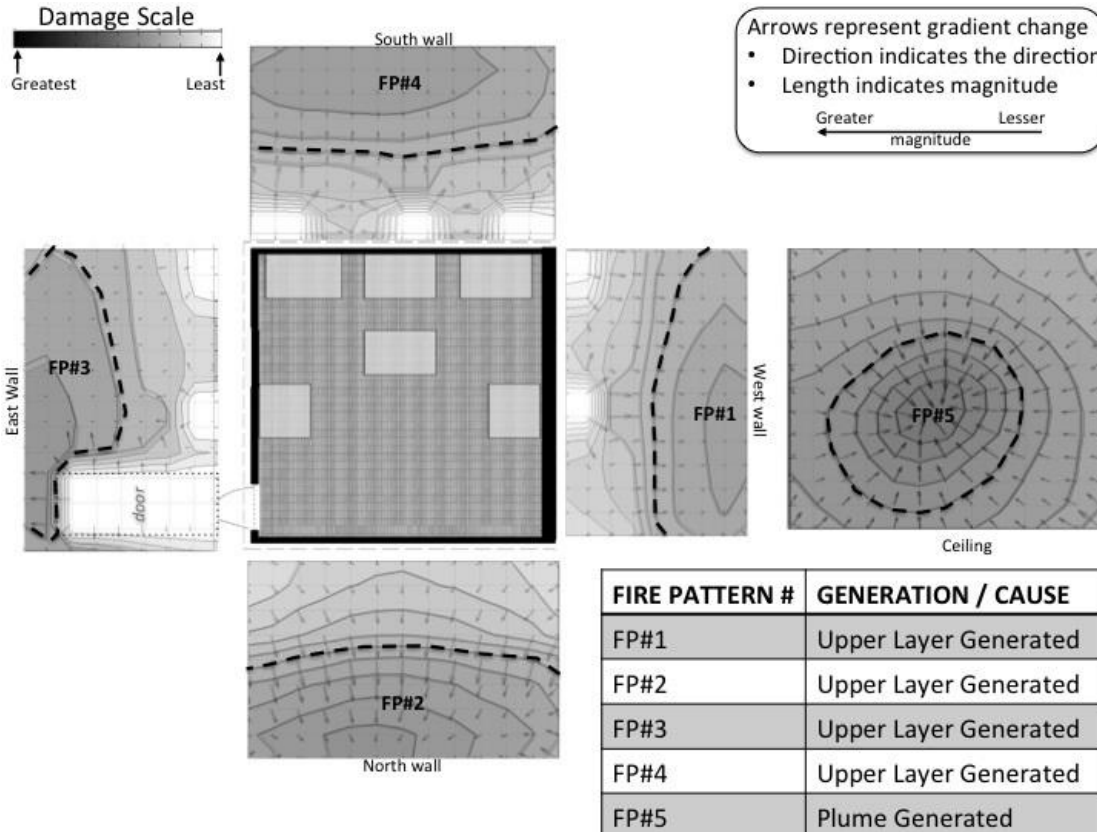 Damage Scale
Greatest
Least
South wall
FP#4
Arrows represent gradient change
• Direction indicates the direction
• Length indicates magnitude
Greater
Lesser
magnitude
East Wall
FP#3
door
FP#1
West wall
FP#5
Ceiling
FP#2
North wall
FIRE PATTERN # GENERATION / CAUSE
FP#1 Upper Layer Generated
FP#2 Upper Layer Generated
FP#3 Upper Layer Generated
FP#4 Upper Layer Generated
FP#5 Plume Generated